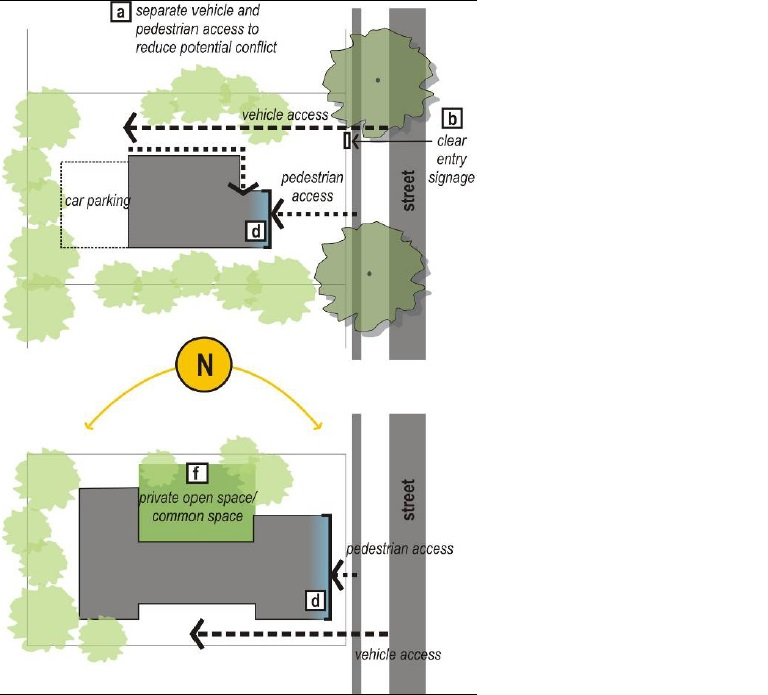 a separate vehicle and
pedestrian access to
reduce potential conflict
vehicle access
b
clear
entry
signage
pedestrian
access
street
car parking
d
N
f
private open space/
common space
street
pedestrian access
d
vehicle access